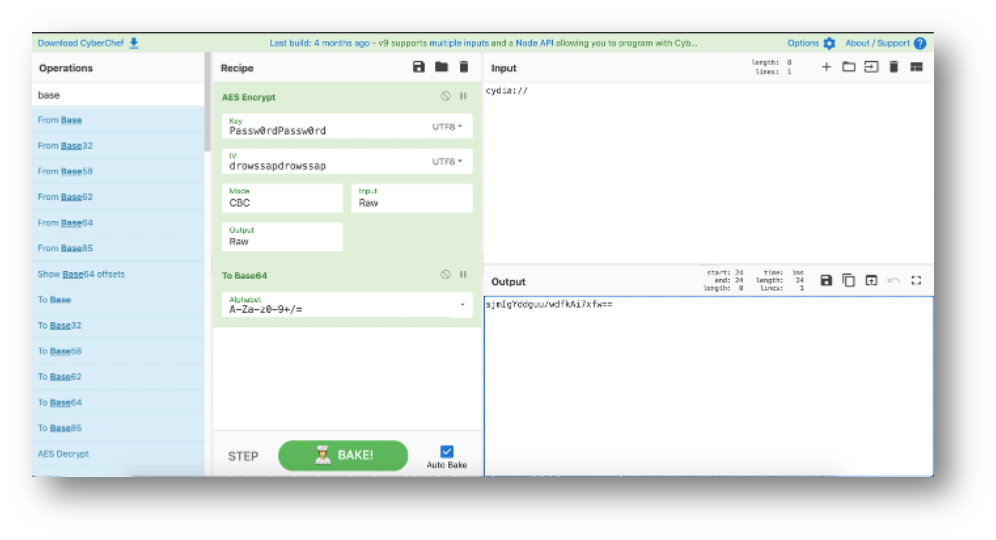 Download CyberChef
Last build: 4 months ago - v9 supports multiple inputs and a Node API allowing you to program with Cyb...
Options
About / Support
Operations
Recipe
Input
length: 8
lines: 1
base
AES Encrypt
cydia://
From Base
Key
Passw0rdPassw0rd
UTF8
From Base32
From Base58
IV
drowssapdrowssap
UTF8
From Base62
Mode
CBC
Input
Raw
From Base64
From Base85
Output
Raw
Show Base64 offsets
To Base64
start: 24
end: 24
length: 0
time: 1ms
length: 24
lines: 1
Output
To Base
Alphabet
A-Za-z0-9+/=
To Base32
To Base58
To Base62
To Base64
To Base85
AES Decrypt
STEP
BAKE!
Auto Bake